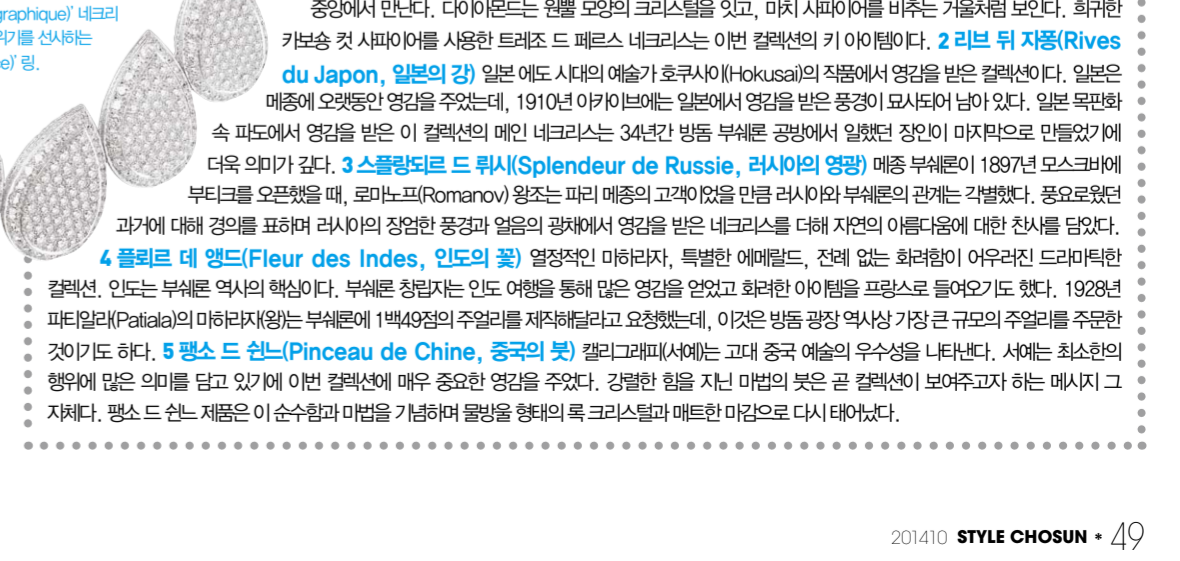 graphique)’ 네크리
위기를 선사하는
e)’ 링.
중앙에서 만난다. 다이아몬드는 원뿔 모양의 크리스털을 잇고, 마치 사파이어를 비추는 거울처럼 보인다. 희귀한
카보숑 컷 사파이어를 사용한 트레조 드 페르스 네크리스는 이번 컬렉션의 키 아이템이다. 2 리브 뒤 자퐁(Rives
du Japon, 일본의 강) 일본 에도 시대의 예술가 호쿠사이(Hokusai)의 작품에서 영감을 받은 컬렉션이다. 일본은
메종에 오랫동안 영감을 주었는데, 1910년 아카이브에는 일본에서 영감을 받은 풍경이 묘사되어 남아 있다. 일본 목판화
속 파도에서 영감을 받은 이 컬렉션의 메인 네크리스는 34년간 방돔 부쉐론 공방에서 일했던 장인이 마지막으로 만들었기에
더욱 의미가 깊다. 3 스플랑되르 드 뤼시(Splendeur de Russie, 러시아의 영광) 메종 부쉐론이 1897년 모스크바에
부티크를 오픈했을 때, 로마노프(Romanov) 왕조는 파리 메종의 고객이었을 만큼 러시아와 부쉐론의 관계는 각별했다. 풍요로웠던
과거에 대해 경의를 표하며 러시아의 장엄한 풍경과 얼음의 광채에서 영감을 받은 네크리스를 더해 자연의 아름다움에 대한 찬사를 담았다.
4 플뢰르 데 앵드(Fleur des Indes, 인도의 꽃) 열정적인 마하라자, 특별한 에메랄드, 전례 없는 화려함이 어우러진 드라마틱한
컬렉션. 인도는 부쉐론 역사의 핵심이다. 부쉐론 창립자는 인도 여행을 통해 많은 영감을 얻었고 화려한 아이템을 프랑스로 들여오기도 했다. 1928년
파티알라(Patiala)의 마하라자(왕)는 부쉐론에 1백49점의 주얼리를 제작해달라고 요청했는데, 이것은 방돔 광장 역사상 가장 큰 규모의 주얼리를 주문한
것이기도 하다. 5 팽소 드 쉰느(Pinceau de Chine, 중국의 붓) 캘리그래피(서예)는 고대 중국 예술의 우수성을 나타낸다. 서예는 최소한의
행위에 많은 의미를 담고 있기에 이번 컬렉션에 매우 중요한 영감을 주었다. 강렬한 힘을 지닌 마법의 붓은 곧 컬렉션이 보여주고자 하는 메시지 그
자체다. 팽소 드 쉰느 제품은 이 순수함과 마법을 기념하며 물방울 형태의 록 크리스털과 매트한 마감으로 다시 태어났다.
201410 STYLE CHOSUN * 49